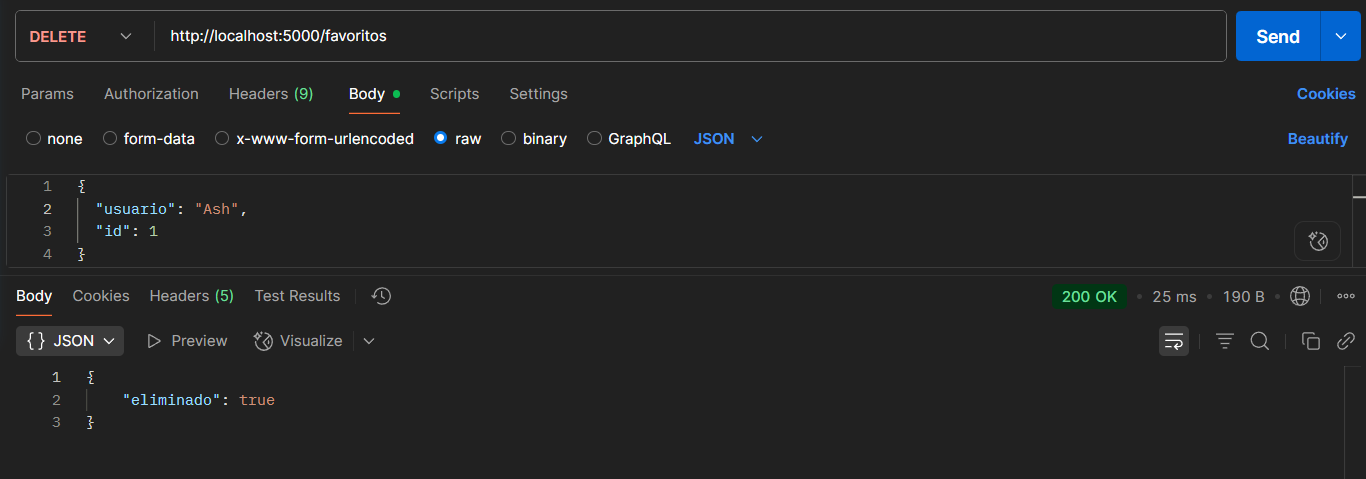 DELETE http://localhost:5000/favoritos Send
Params Authorization Headers (9) Body Scripts Settings Cookies
none form-data x-www-form-urlencoded raw binary GraphQL JSON Beautify
1 {
2 "usuario": "Ash",
3 "id": 1
4 }
Body Cookies Headers (5) Test Results 200 OK • 25 ms • 190 B •
{} JSON Preview Visualize
1 {
2 "eliminado": true
3 }